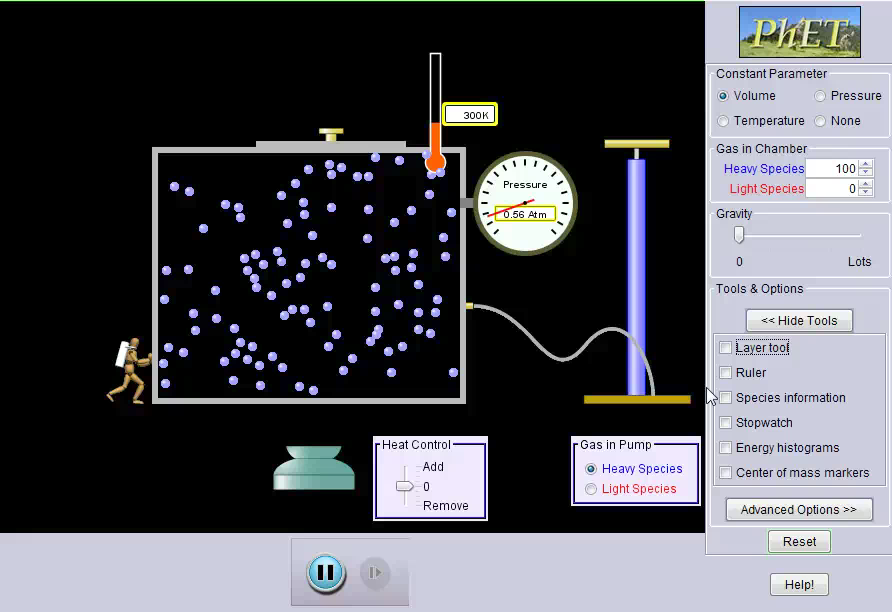 PhET
Constant Parameter
Volume
Pressure
Temperature
None
300K
Gas in Chamber
Heavy Species
100
Light Species
0
Pressure
0.56 Atm
Gravity
0
Lots
Tools & Options
<< Hide Tools
Layer tool
Ruler
Species information
Stopwatch
Energy histograms
Center of mass markers
Advanced Options >>
Heat Control
Add
0
Remove
Gas in Pump
Heavy Species
Light Species
Reset
Help!